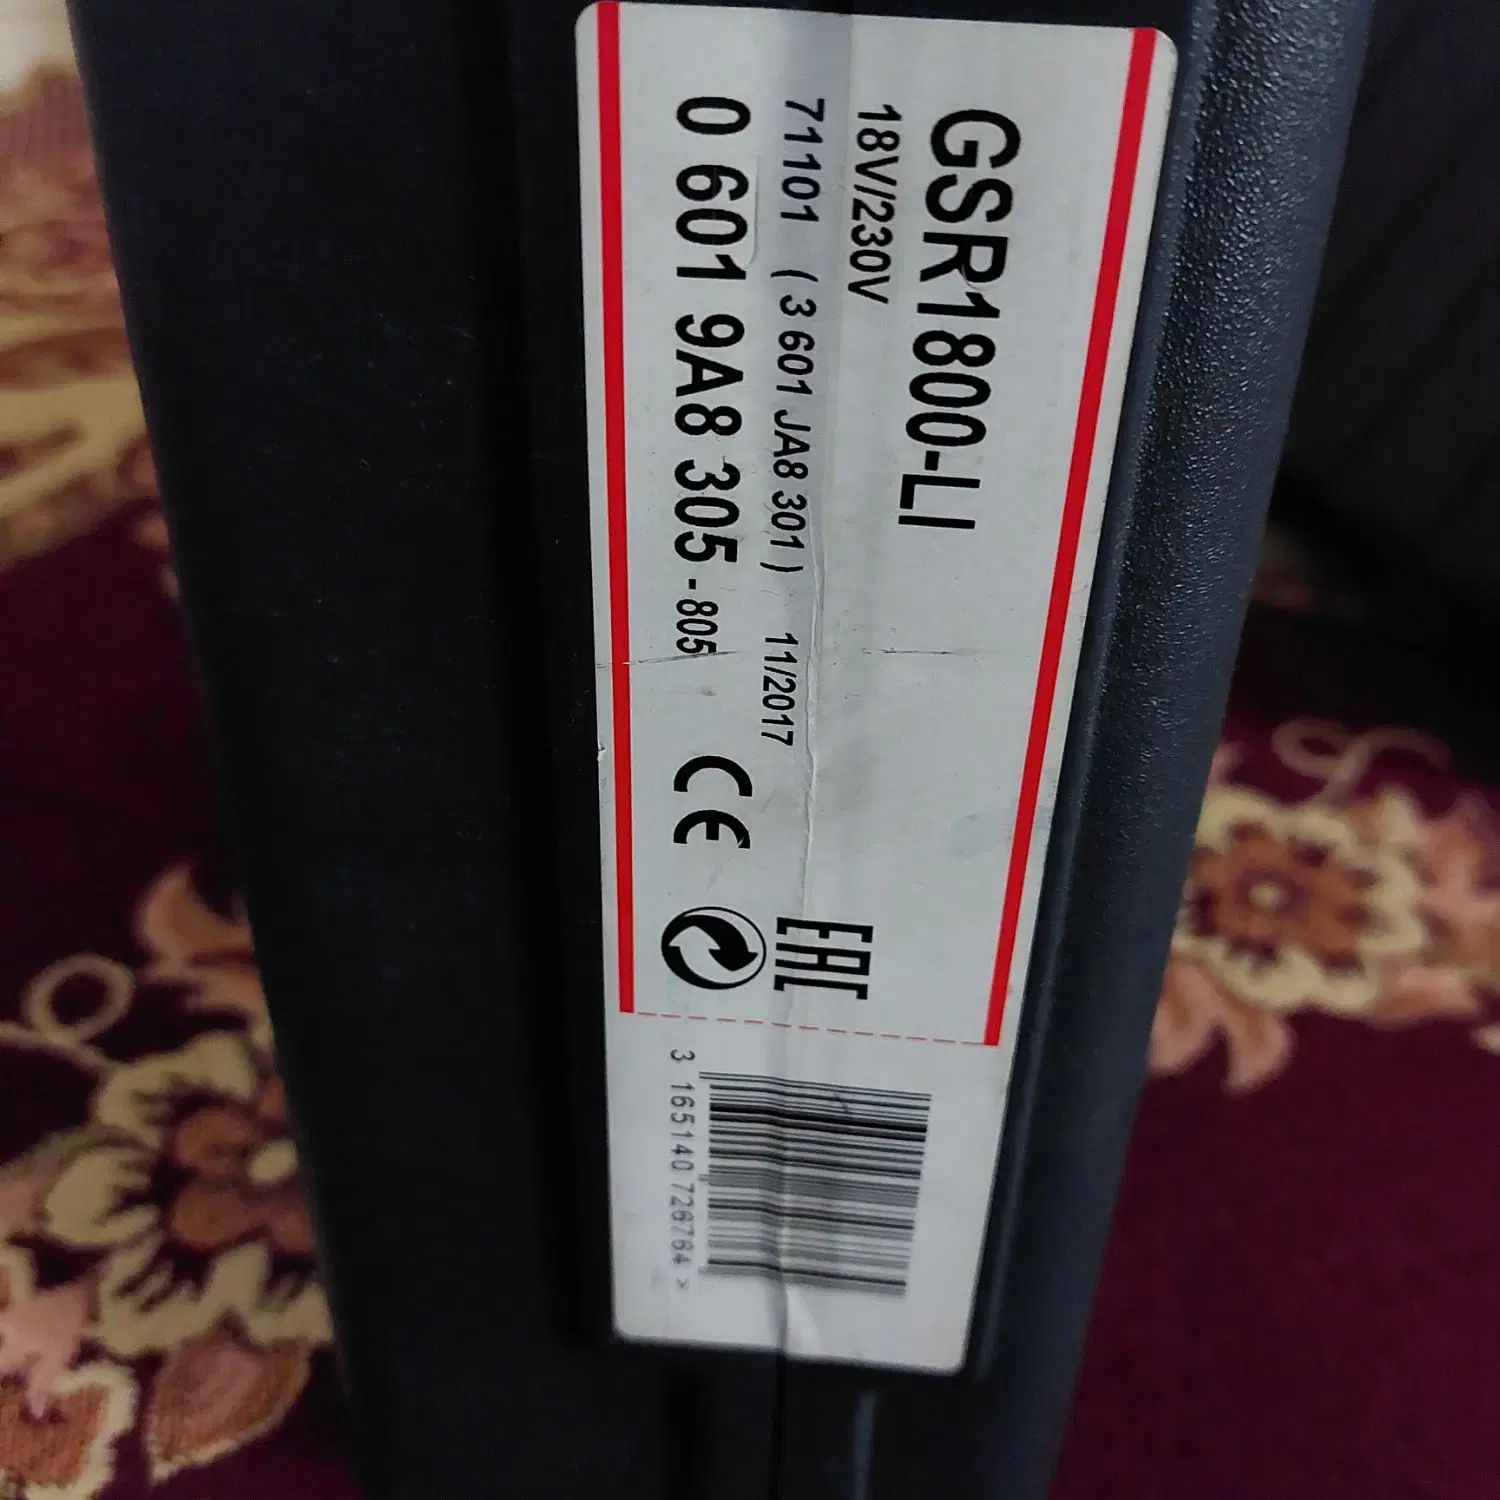 GSR1800-LI
18V/230V
71101 (3 601 JA8 301) 11/2017
0 601 9A8 305-805 CE
EAC
3 165140 726764 >